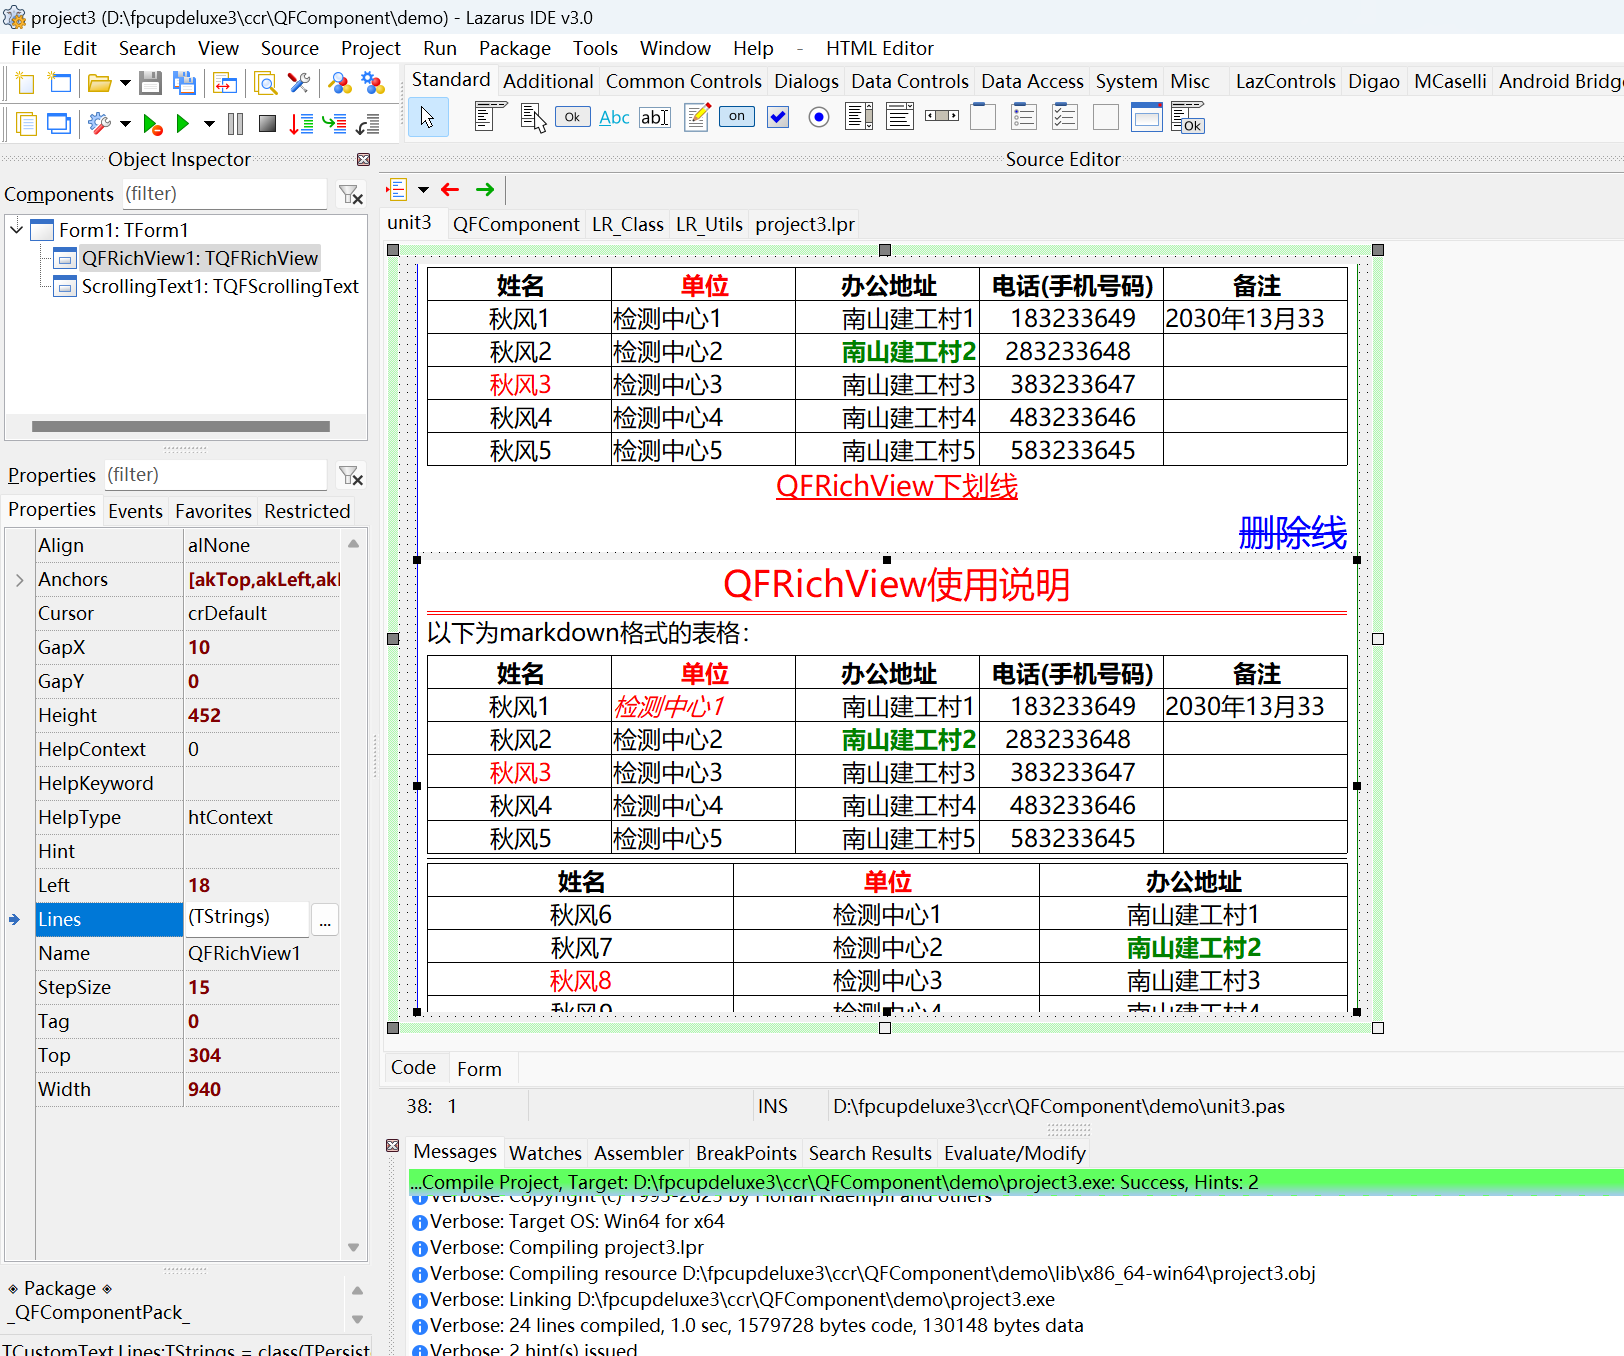 project3 (D:\fpcupdeluxe3\ccr\QFComponent\demo) - Lazarus IDE v3.0
File Edit Search View Source Project Run Package Tools Window Help - HTML Editor
Standard Additional Common Controls Dialogs Data Controls Data Access System Misc LazControls Digao MCaselli Android Bridg
Ok Abc ab on Ok
Object Inspector
Source Editor
Components (filter)
unit3 QFComponent LR_Class LR_Utils project3.lpr
Form1: TForm1
QFRichView1: TQFRichView
ScrollingText1: TQFScrollingText
Properties (filter)
Properties Events Favorites Restricted
Align alNone
Anchors [akTop,akLeft,akl
Cursor crDefault
GapX 10
GapY 0
Height 452
HelpContext 0
HelpKeyword
HelpType htContext
Hint
Left 18
Lines (TStrings) ...
Name QFRichView1
StepSize 15
Tag 0
Top 304
Width 940
Package
_QFComponentPack_
TCustomText.Lines:TStrings = class(TPersist
姓名 单位 办公地址 电话(手机号码) 备注
秋风1 检测中心1 南山建工村1 183233649 2030年13月33
秋风2 检测中心2 南山建工村2 283233648
秋风3 检测中心3 南山建工村3 383233647
秋风4 检测中心4 南山建工村4 483233646
秋风5 检测中心5 南山建工村5 583233645
QFRichView下划线
删除线
QFRichView使用说明
以下为markdown格式的表格：
姓名 单位 办公地址 电话(手机号码) 备注
秋风1 检测中心1 南山建工村1 183233649 2030年13月33
秋风2 检测中心2 南山建工村2 283233648
秋风3 检测中心3 南山建工村3 383233647
秋风4 检测中心4 南山建工村4 483233646
秋风5 检测中心5 南山建工村5 583233645
姓名 单位 办公地址
秋风6 检测中心1 南山建工村1
秋风7 检测中心2 南山建工村2
秋风8 检测中心3 南山建工村3
秋风9 检测中心4 南山建工村4
Code Form
38: 1 INS D:\fpcupdeluxe3\ccr\QFComponent\demo\unit3.pas
Messages Watches Assembler BreakPoints Search Results Evaluate/Modify
...Compile Project, Target: D:\fpcupdeluxe3\ccr\QFComponent\demo\project3.exe: Success, Hints: 2
Verbose: Copyright (c) 1993-2023 by Florian Klaempfl and others
Verbose: Target OS: Win64 for x64
Verbose: Compiling project3.lpr
Verbose: Compiling resource D:\fpcupdeluxe3\ccr\QFComponent\demo\lib\x86_64-win64\project3.obj
Verbose: Linking D:\fpcupdeluxe3\ccr\QFComponent\demo\project3.exe
Verbose: 24 lines compiled, 1.0 sec, 1579728 bytes code, 130148 bytes data
Verbose: 2 hint(s) issued